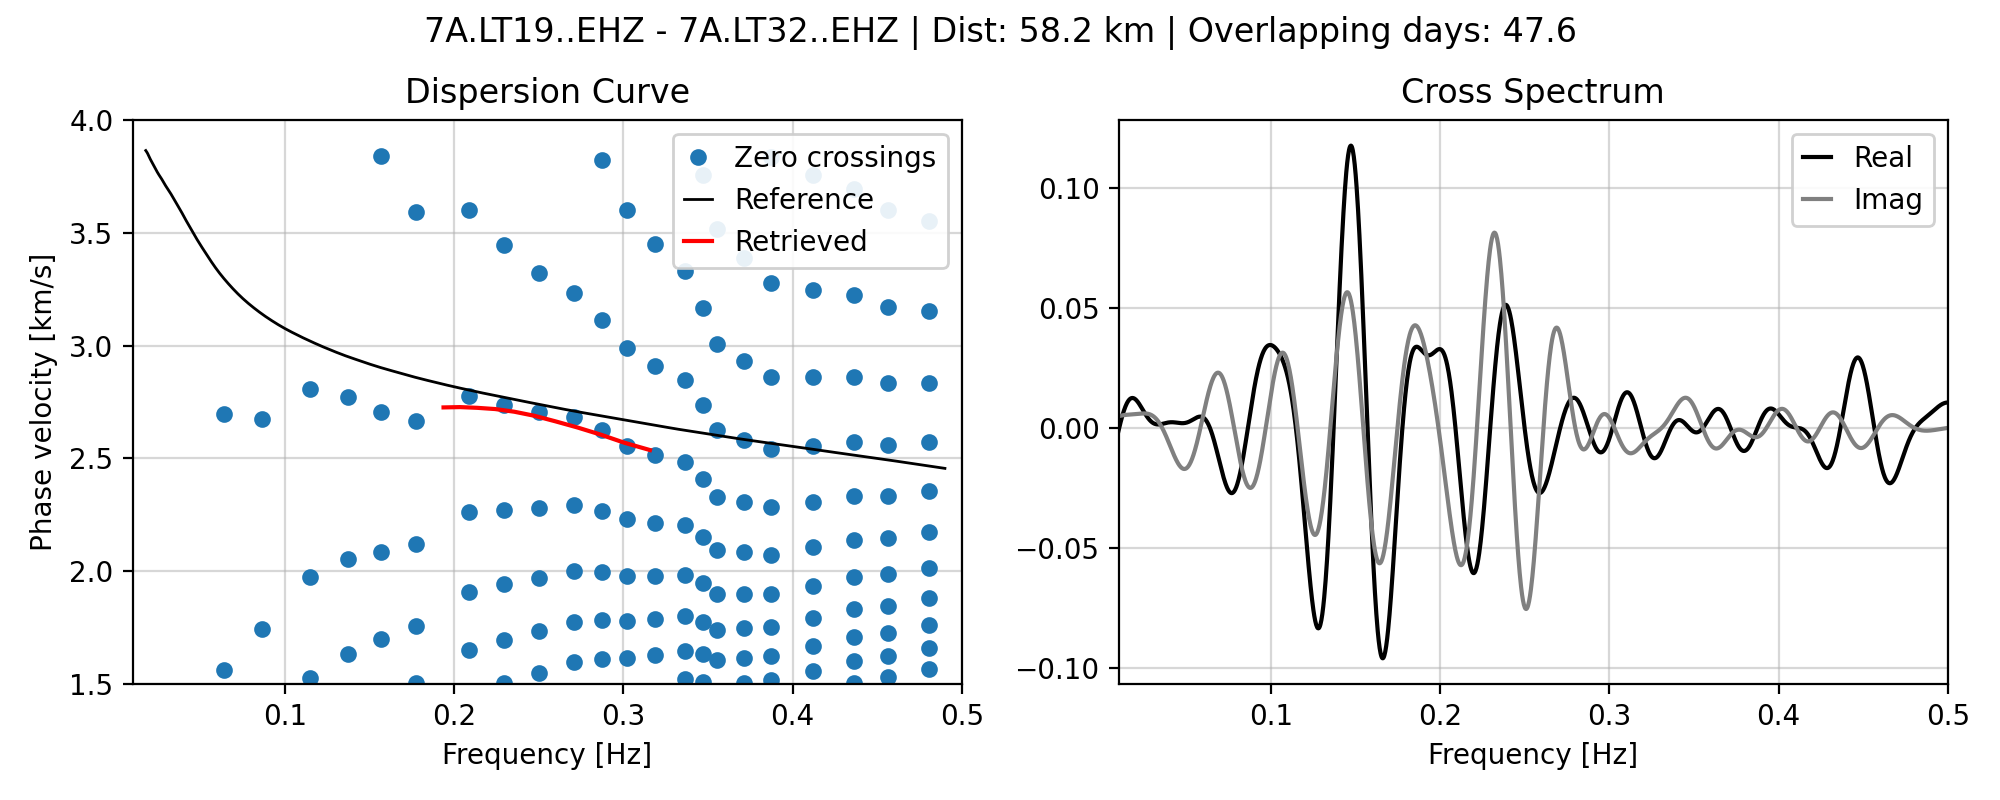 7A.LT19..EHZ - 7A.LT32..EHZ | Dist: 58.2 km | Overlapping days: 47.6
Dispersion Curve
4.0
3.5
3.0
2.5
2.0
1.5
Phase velocity [km/s]
0.1
0.2
0.3
0.4
0.5
Frequency [Hz]
Zero crossings
Reference
Retrieved
Cross Spectrum
0.10
0.05
0.00
−0.05
−0.10
0.1
0.2
0.3
0.4
0.5
Frequency [Hz]
Real
Imag